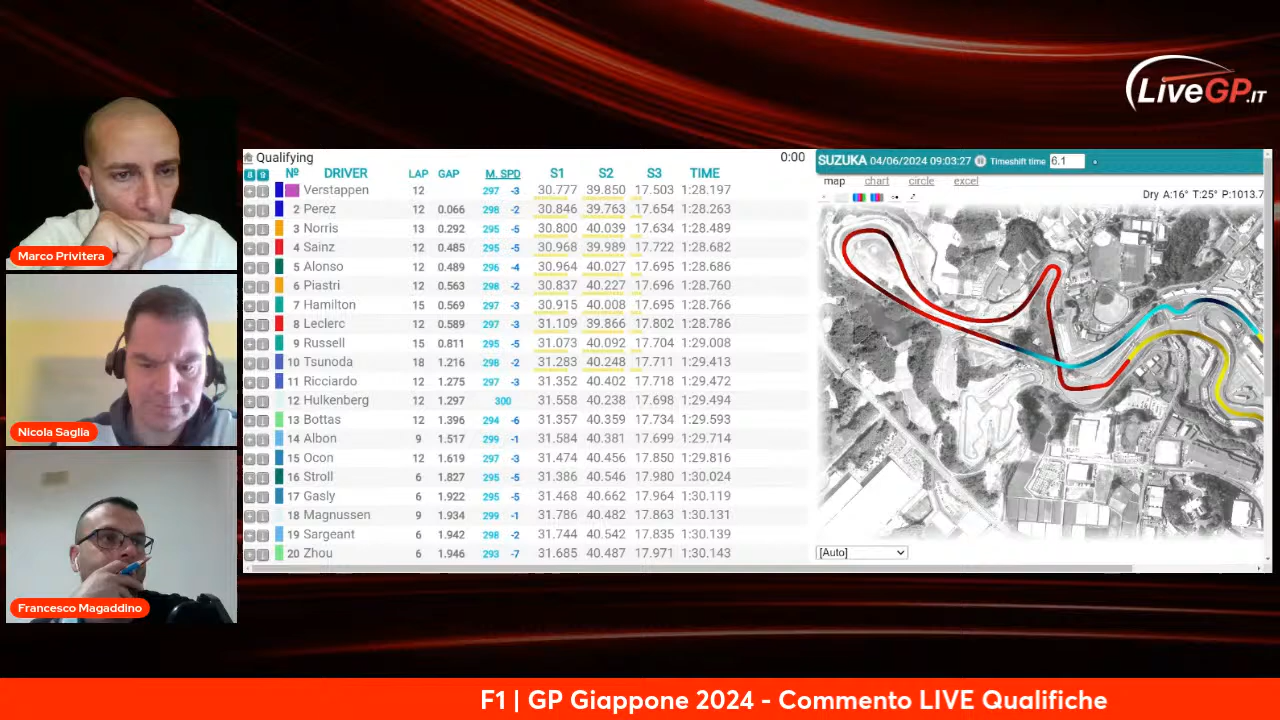 LiveGP.IT
Marco Privitera
Nicola Saglia
Francesco Magaddino
Qualifying 0:00
Nº DRIVER LAP GAP M. SPD S1 S2 S3 TIME
Verstappen 12 297 -3 30.777 39.850 17.503 1:28.197
2 Perez 12 0.066 298 -2 30.846 39.763 17.654 1:28.263
3 Norris 13 0.292 295 -5 30.800 40.039 17.634 1:28.489
4 Sainz 12 0.485 295 -5 30.968 39.989 17.722 1:28.682
5 Alonso 12 0.489 296 -4 30.964 40.027 17.695 1:28.686
6 Piastri 12 0.563 298 -2 30.837 40.227 17.696 1:28.760
7 Hamilton 15 0.569 297 -3 30.915 40.008 17.843 1:28.766
8 Leclerc 12 0.589 297 -3 31.109 39.866 17.802 1:28.786
9 Russell 15 0.811 295 -5 31.073 40.092 17.704 1:29.008
10 Tsunoda 18 1.216 298 -2 31.283 40.248 17.711 1:29.413
11 Ricciardo 12 1.275 297 -3 31.352 40.402 17.718 1:29.472
12 Hulkenberg 12 1.297 300 31.558 40.238 17.698 1:29.494
13 Bottas 12 1.396 294 -6 31.357 40.359 17.734 1:29.593
14 Albon 9 1.517 299 -1 31.584 40.381 17.699 1:29.714
15 Ocon 12 1.619 297 -3 31.474 40.456 17.850 1:29.816
16 Stroll 6 1.827 295 -5 31.386 40.546 17.980 1:30.024
17 Gasly 6 1.922 295 -5 31.468 40.662 17.964 1:30.119
18 Magnussen 9 1.934 299 -1 31.786 40.482 17.863 1:30.131
19 Sargeant 6 1.942 298 -2 31.744 40.542 17.835 1:30.139
20 Zhou 6 1.946 293 -7 31.685 40.487 17.971 1:30.143
SUZUKA 04/06/2024 09:03:27 Timeshift time 6.1
map chart circle excel
Dry A:16° T:25° P:1013.7
[Auto]
F1 | GP Giappone 2024 - Commento LIVE Qualifiche